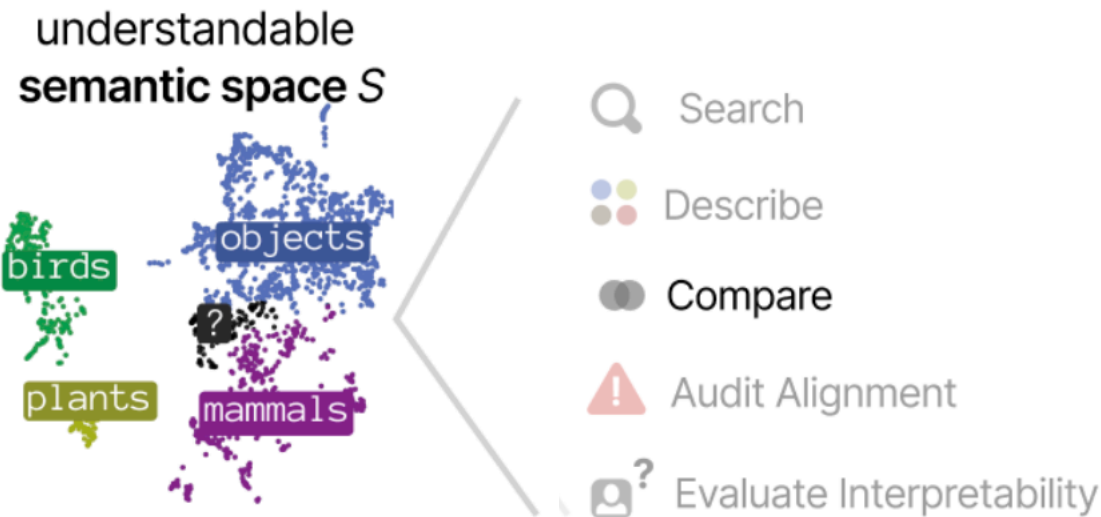 understandable
semantic space S
objects
birds
?
plants
mammals
Search
Describe
Compare
! Audit Alignment
? Evaluate Interpretability